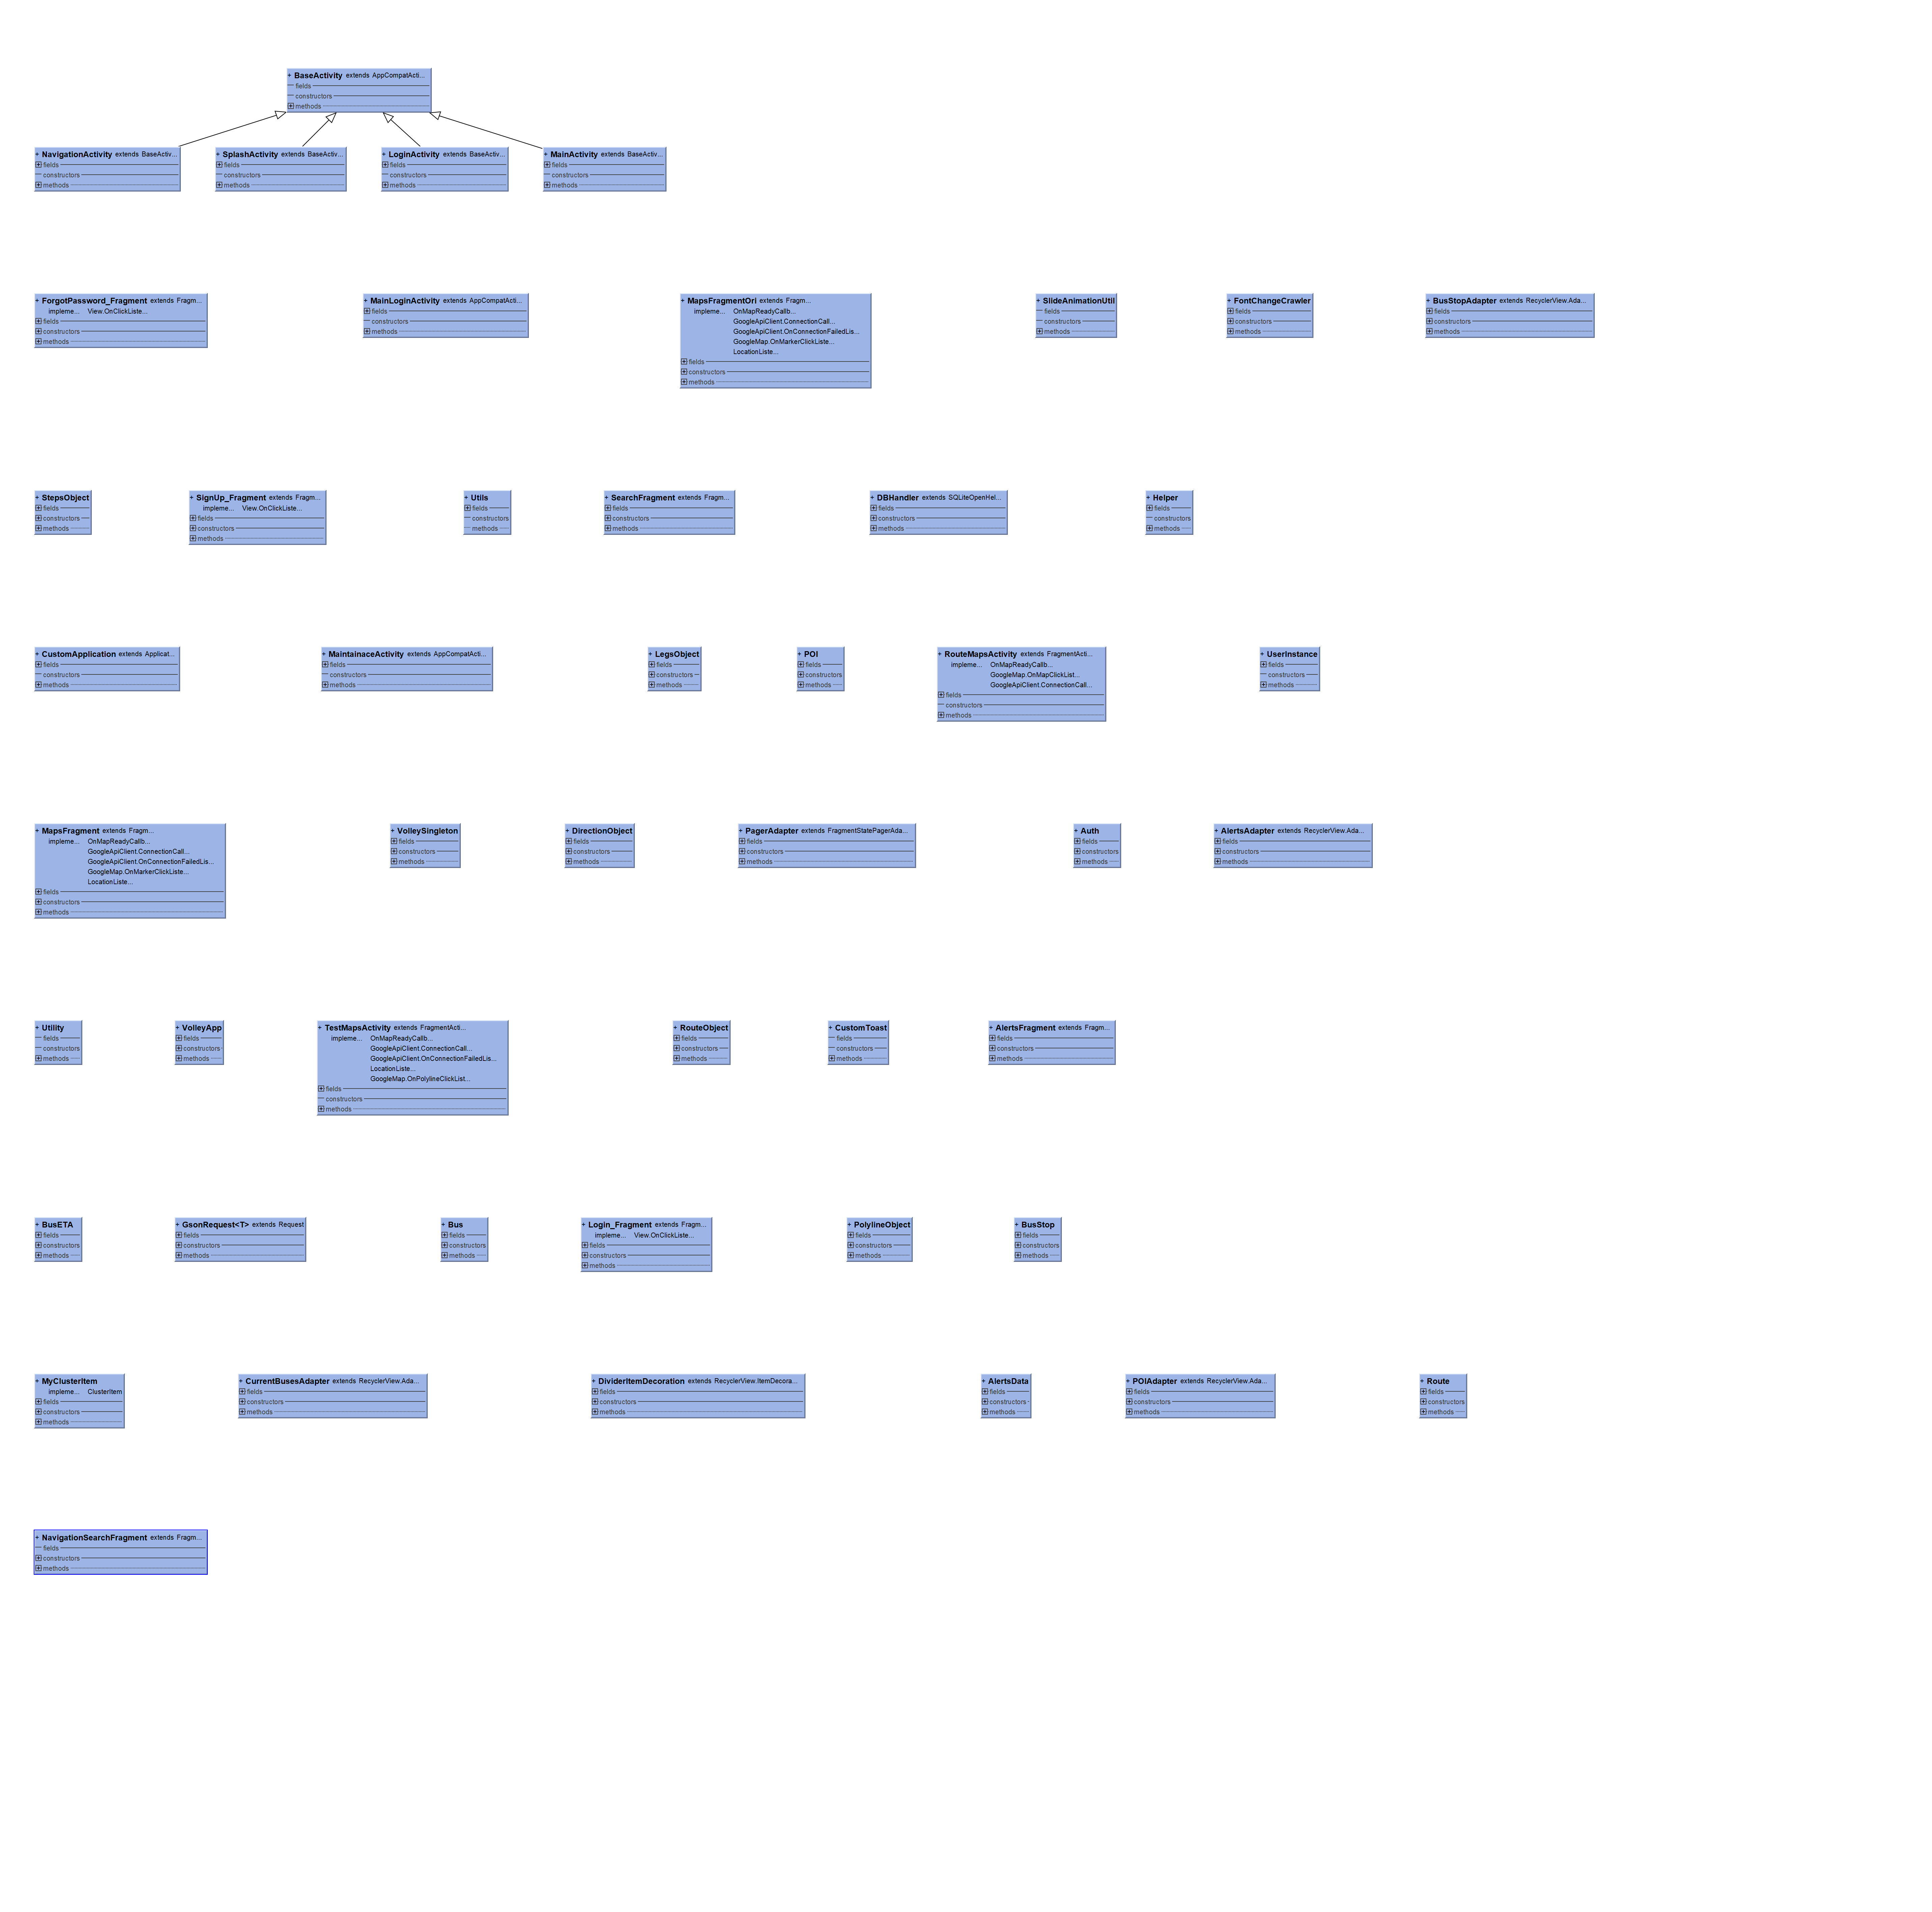 + BaseActivity extends AppCompatActi...
fields
constructors
methods
+ NavigationActivity extends BaseActiv...
fields
constructors
methods
+ SplashActivity extends BaseActiv...
fields
constructors
methods
+ LoginActivity extends BaseActiv...
fields
constructors
methods
+ MainActivity extends BaseActiv...
fields
constructors
methods
+ ForgotPassword_Fragment extends Fragm...
impleme... View.OnClickListe...
fields
constructors
methods
+ MainLoginActivity extends AppCompatActi...
fields
constructors
methods
+ MapsFragmentOri extends Fragm...
impleme... OnMapReadyCallb...
GoogleApiClient.ConnectionCall...
GoogleApiClient.OnConnectionFailedLis...
GoogleMap.OnMarkerClickListe...
LocationListe...
fields
constructors
methods
+ SlideAnimationUtil
fields
constructors
methods
+ FontChangeCrawler
fields
constructors
methods
+ BusStopAdapter extends RecyclerView.Ada...
fields
constructors
methods
+ StepsObject
fields
constructors
methods
+ SignUp_Fragment extends Fragm...
impleme... View.OnClickListe...
fields
constructors
methods
+ Utils
fields
constructors
methods
+ SearchFragment extends Fragm...
fields
constructors
methods
+ DBHandler extends SQLiteOpenHel...
fields
constructors
methods
+ Helper
fields
constructors
methods
+ CustomApplication extends Applicat...
fields
constructors
methods
+ MaintainaceActivity extends AppCompatActi...
fields
constructors
methods
+ LegsObject
fields
constructors
methods
+ POI
fields
constructors
methods
+ RouteMapsActivity extends FragmentActi...
impleme... OnMapReadyCallb...
GoogleMap.OnMapClickList...
GoogleApiClient.ConnectionCall...
fields
constructors
methods
+ UserInstance
fields
constructors
methods
+ MapsFragment extends Fragm...
impleme... OnMapReadyCallb...
GoogleApiClient.ConnectionCall...
GoogleApiClient.OnConnectionFailedLis...
GoogleMap.OnMarkerClickListe...
LocationListe...
fields
constructors
methods
+ VolleySingleton
fields
constructors
methods
+ DirectionObject
fields
constructors
methods
+ PagerAdapter extends FragmentStatePagerAda...
fields
constructors
methods
+ Auth
fields
constructors
methods
+ AlertsAdapter extends RecyclerView.Ada...
fields
constructors
methods
+ Utility
fields
constructors
methods
+ VolleyApp
fields
constructors
methods
+ TestMapsActivity extends FragmentActi...
impleme... OnMapReadyCallb...
GoogleApiClient.ConnectionCall...
GoogleApiClient.OnConnectionFailedLis...
LocationListe...
GoogleMap.OnPolylineClickList...
fields
constructors
methods
+ RouteObject
fields
constructors
methods
+ CustomToast
fields
constructors
methods
+ AlertsFragment extends Fragm...
fields
constructors
methods
+ BusETA
fields
constructors
methods
+ GsonRequest<T> extends Request
fields
constructors
methods
+ Bus
fields
constructors
methods
+ Login_Fragment extends Fragm...
impleme... View.OnClickListe...
fields
constructors
methods
+ PolylineObject
fields
constructors
methods
+ BusStop
fields
constructors
methods
+ MyClusterItem
impleme... ClusterItem
fields
constructors
methods
+ CurrentBusesAdapter extends RecyclerView.Ada...
fields
constructors
methods
+ DividerItemDecoration extends RecyclerView.ItemDecora...
fields
constructors
methods
+ AlertsData
fields
constructors
methods
+ POIAdapter extends RecyclerView.Ada...
fields
constructors
methods
+ Route
fields
constructors
methods
+ NavigationSearchFragment extends Fragm...
fields
constructors
methods